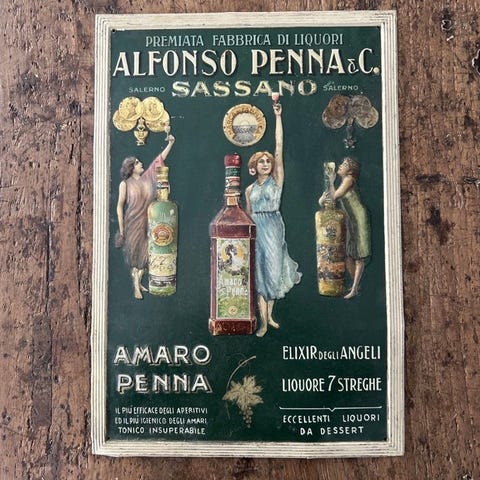 PREMIATA FABBRICA DI LIQUORI
ALFONSO PENNA & C.
SALERNO SASSANO SALERNO
AMARO
PENNA
IL PIÙ EFFICACE DEGLI APERITIVI
ED IL PIÙ IGIENICO DEGLI AMARI
TONICO INSUPERABILE
ELIXIR DEGLI ANGELI
LIQUORE 7 STREGHE
ECCELLENTI LIQUORI
DA DESSERT